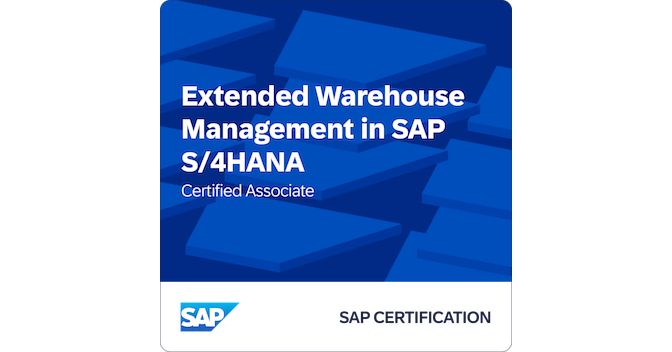 Extended Warehouse
Management in SAP
S/4HANA
Certified Associate
SAP
SAP CERTIFICATION